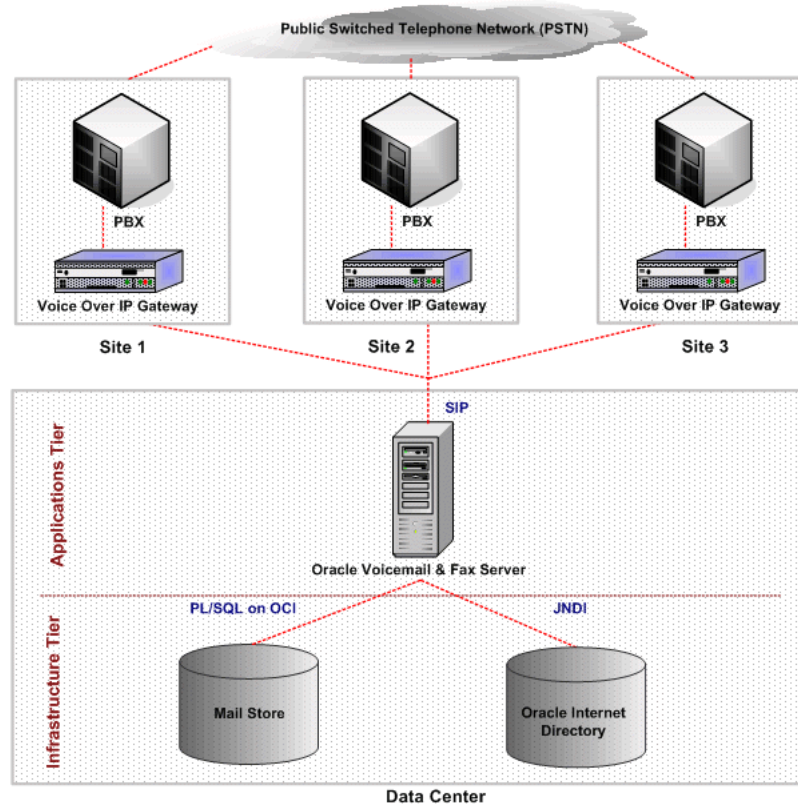 Public Switched Telephone Network (PSTN)
PBX
PBX
PBX
Voice Over IP Gateway
Voice Over IP Gateway
Voice Over IP Gateway
Site 1
Site 2
Site 3
SIP
Applications Tier
Oracle Voicemail & Fax Server
PL/SQL on OCI
JNDI
Infrastructure Tier
Mail Store
Oracle Internet
Directory
Data Center